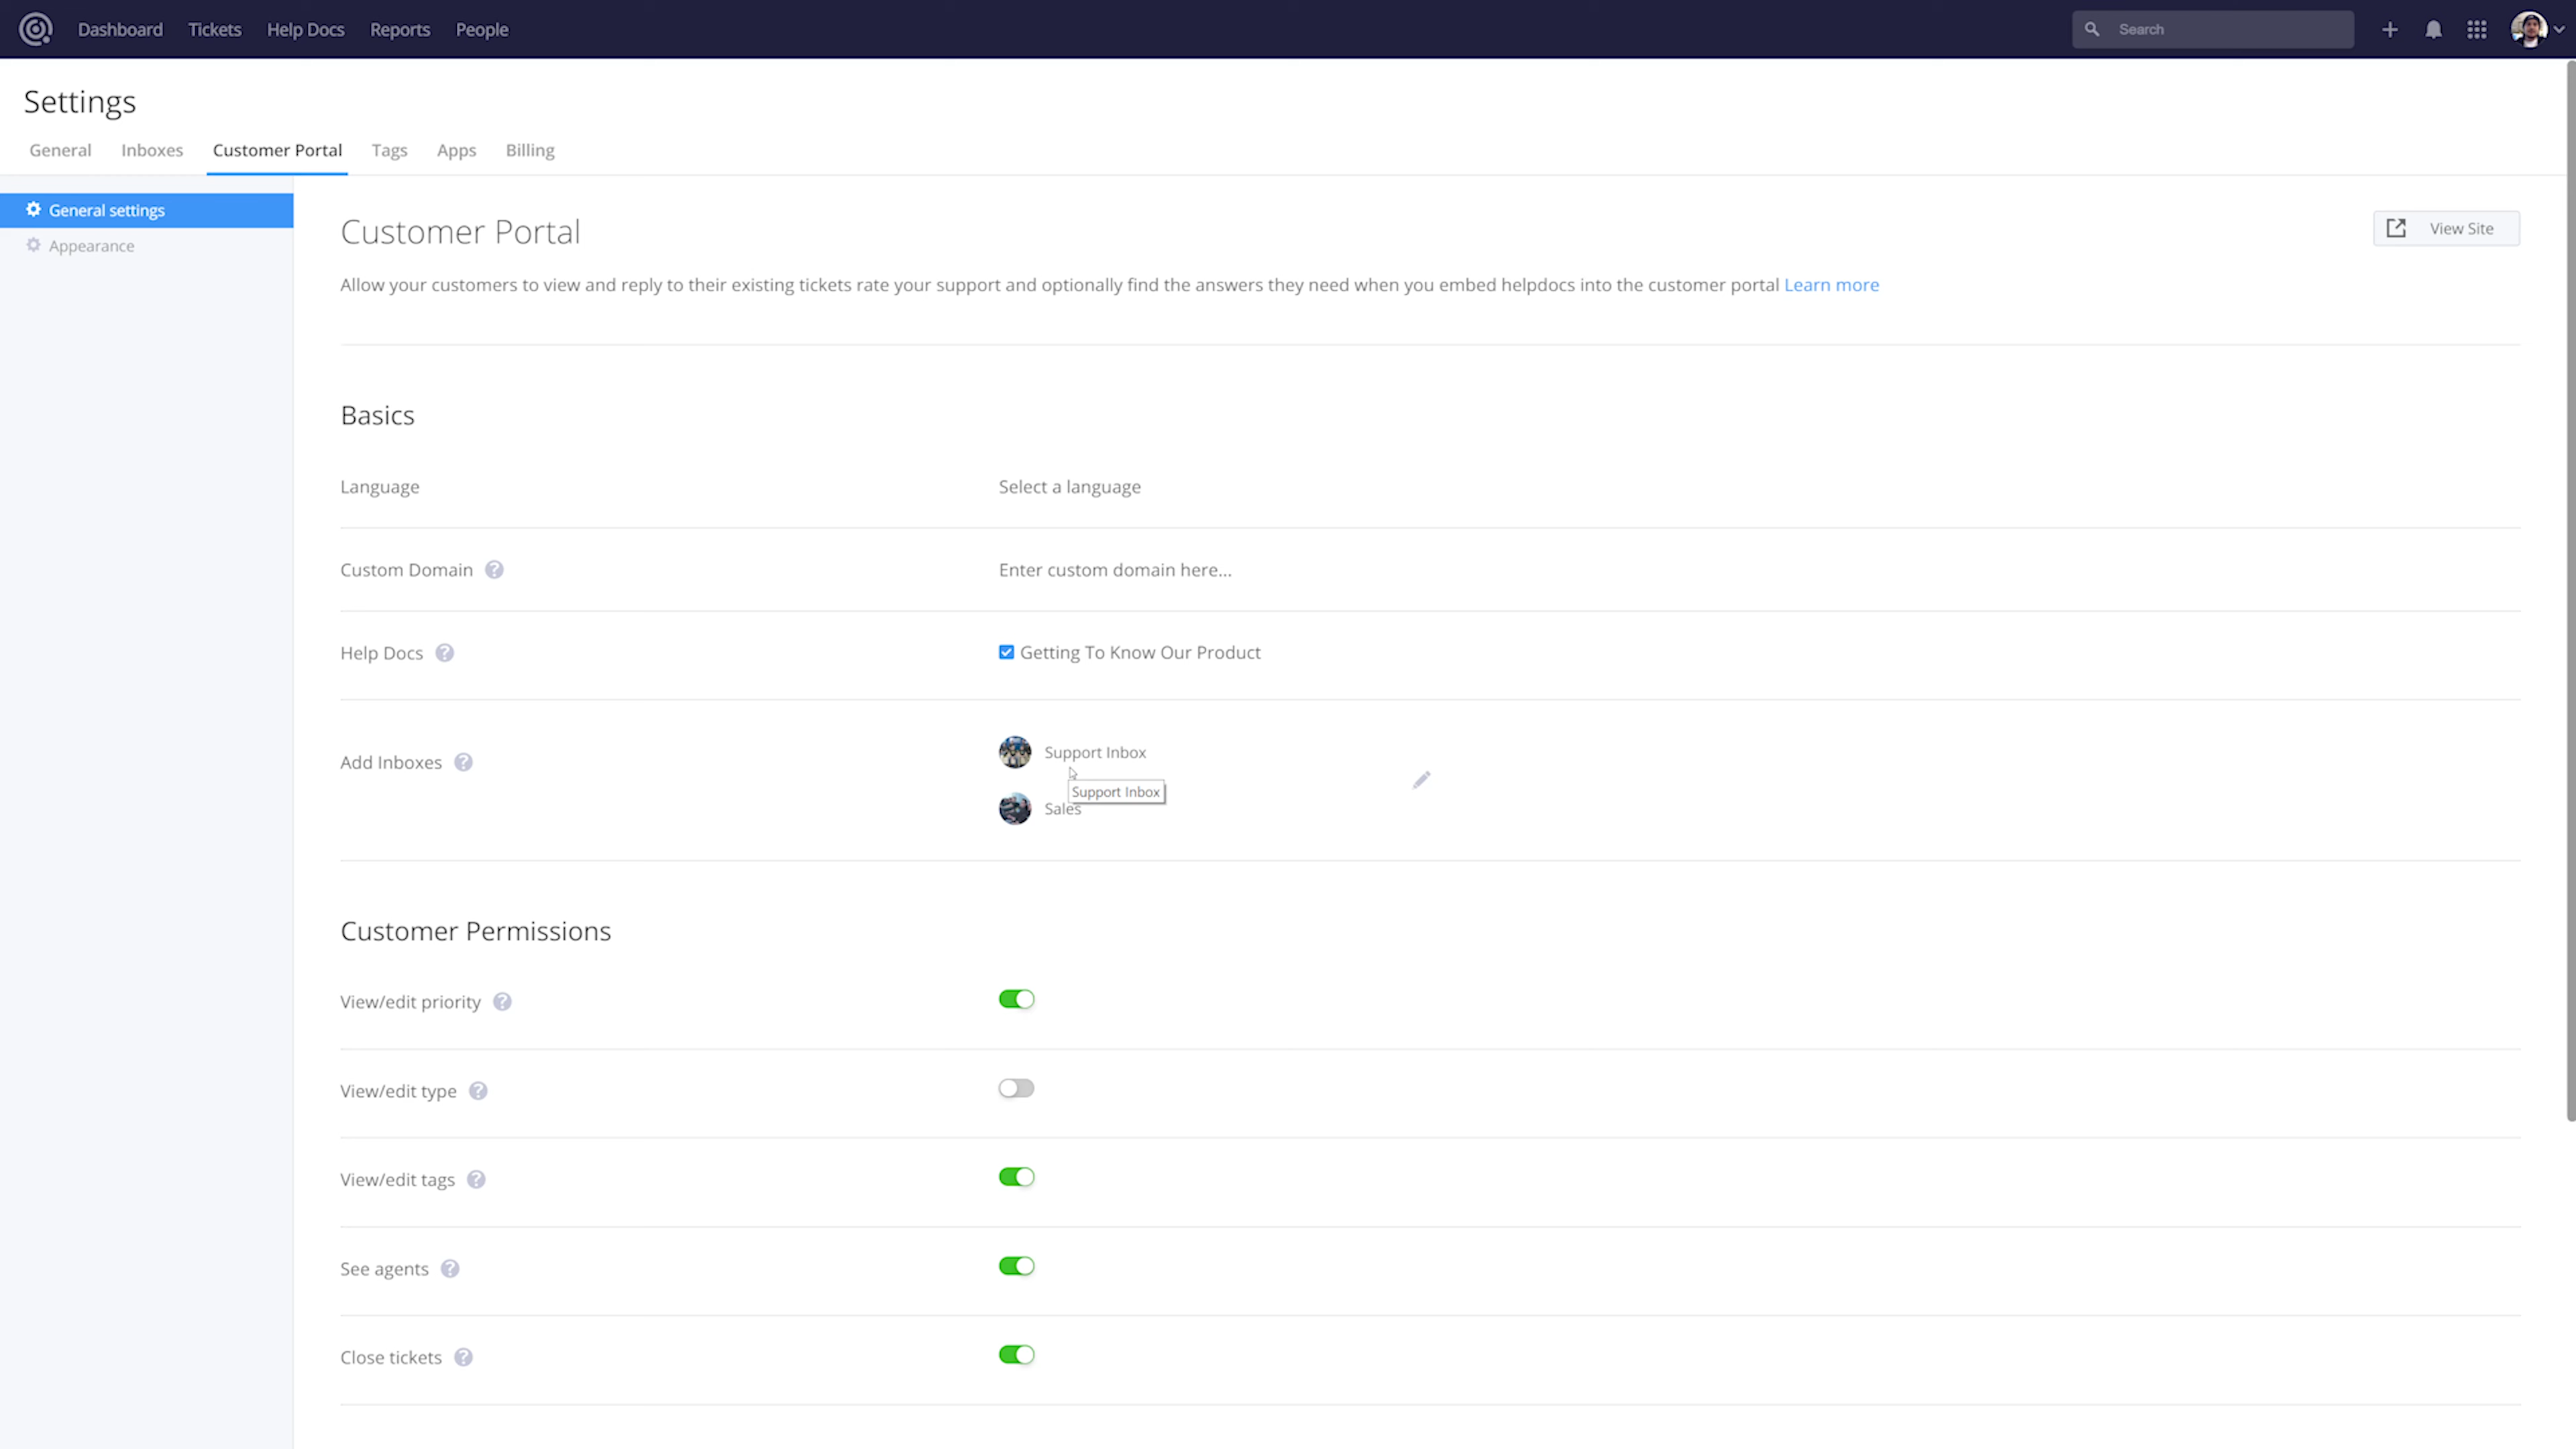 Dashboard Tickets Help Docs Reports People Search
Settings
General Inboxes Customer Portal Tags Apps Billing
General settings
Appearance
Customer Portal
View Site
Allow your customers to view and reply to their existing tickets rate your support and optionally find the answers they need when you embed helpdocs into the customer portal Learn more
Basics
Language Select a language
Custom Domain ? Enter custom domain here...
Help Docs ? Getting To Know Our Product
Add Inboxes ?
Support Inbox
Support Inbox
Sales
Customer Permissions
View/edit priority ?
View/edit type ?
View/edit tags ?
See agents ?
Close tickets ?